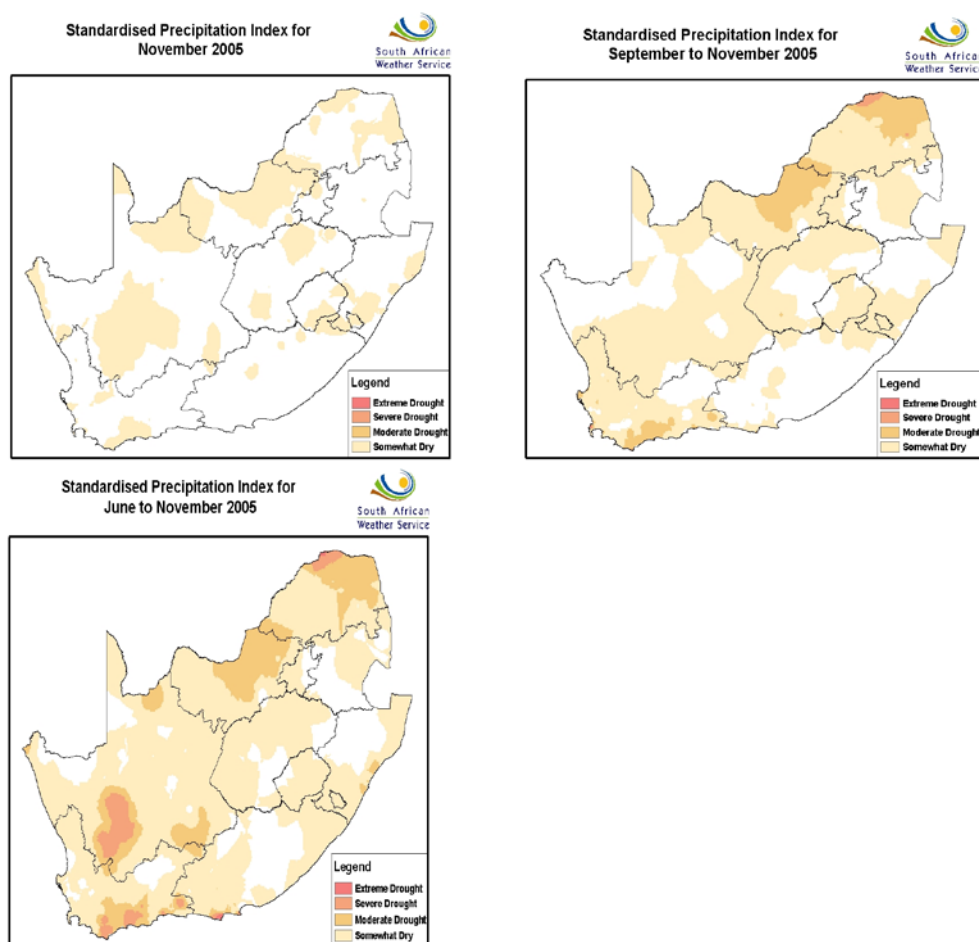 Standardised Precipitation Index for
November 2005
South African
Weather Service
Legend
Extreme Drought
Severe Drought
Moderate Drought
Somewhat Dry
Standardised Precipitation Index for
September to November 2005
South African
Weather Service
Legend
Extreme Drought
Severe Drought
Moderate Drought
Somewhat Dry
Standardised Precipitation Index for
June to November 2005
South African
Weather Service
Legend
Extreme Drought
Severe Drought
Moderate Drought
Somewhat Dry